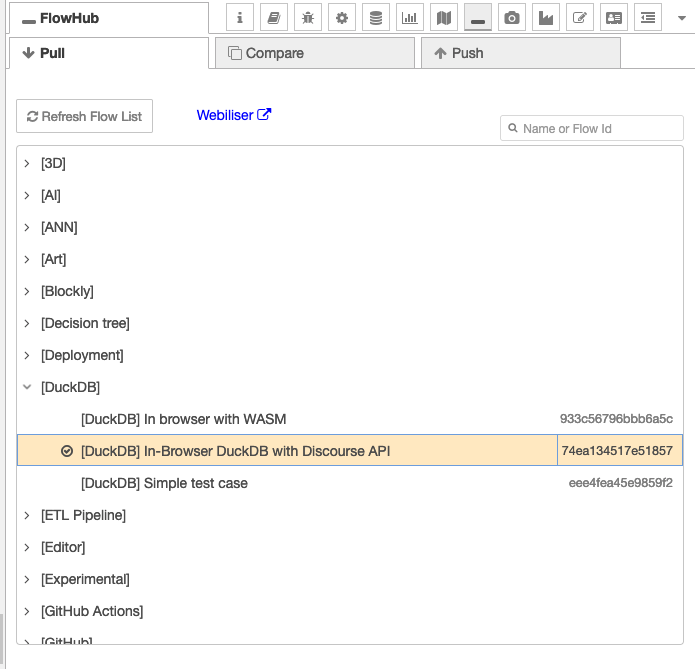 FlowHub
Pull
Compare
Push
Refresh Flow List
Webiliser
Name or Flow Id
[3D]
[AI]
[ANN]
[Art]
[Blockly]
[Decision tree]
[Deployment]
[DuckDB]
[DuckDB] In browser with WASM 933c56796bbb6a5c
[DuckDB] In-Browser DuckDB with Discourse API 74ea134517e51857
[DuckDB] Simple test case eee4fea45e9859f2
[ETL Pipeline]
[Editor]
[Experimental]
[GitHub Actions]
[GitHub]